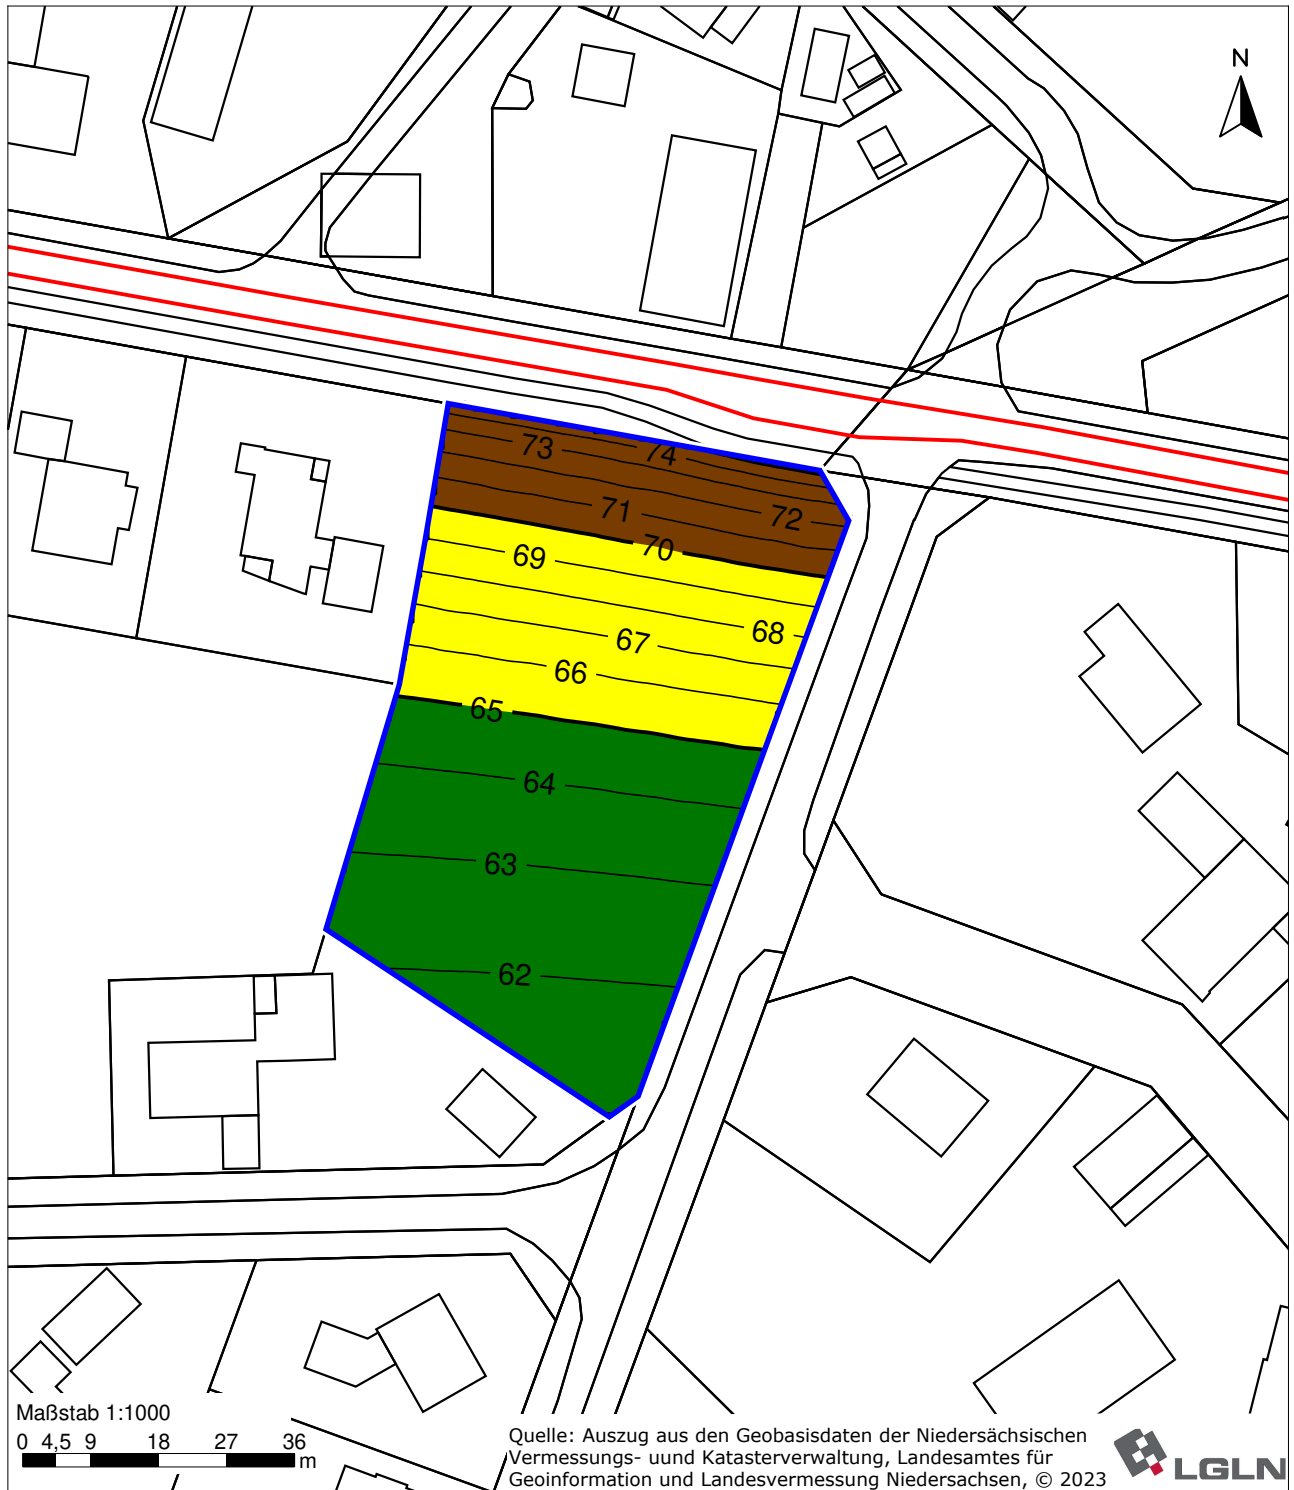 N
73
74
71
72
70
69
68
67
66
65
64
63
62
Maßstab 1:1000
0 4,5 9 18 27 36
m
Quelle: Auszug aus den Geobasisdaten der Niedersächsischen
Vermessungs- uund Katasterverwaltung, Landesamtes für
Geoinformation und Landesvermessung Niedersachsen, © 2023
LGLN